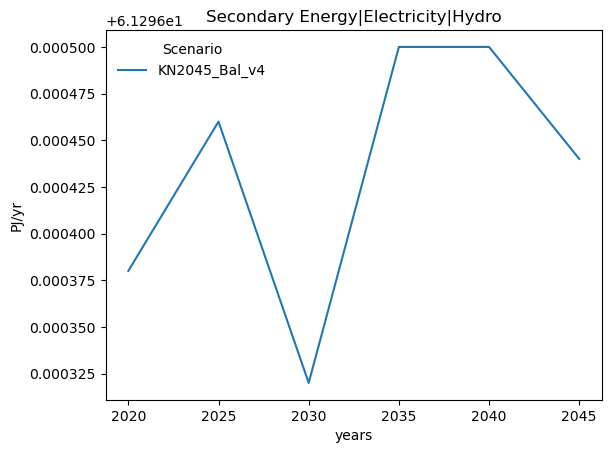 +6.1296e1
Secondary Energy|Electricity|Hydro
Scenario
KN2045_Bal_v4
0.000500
0.000475
0.000450
0.000425
0.000400
0.000375
0.000350
0.000325
PJ/yr
2020 2025 2030 2035 2040 2045
years